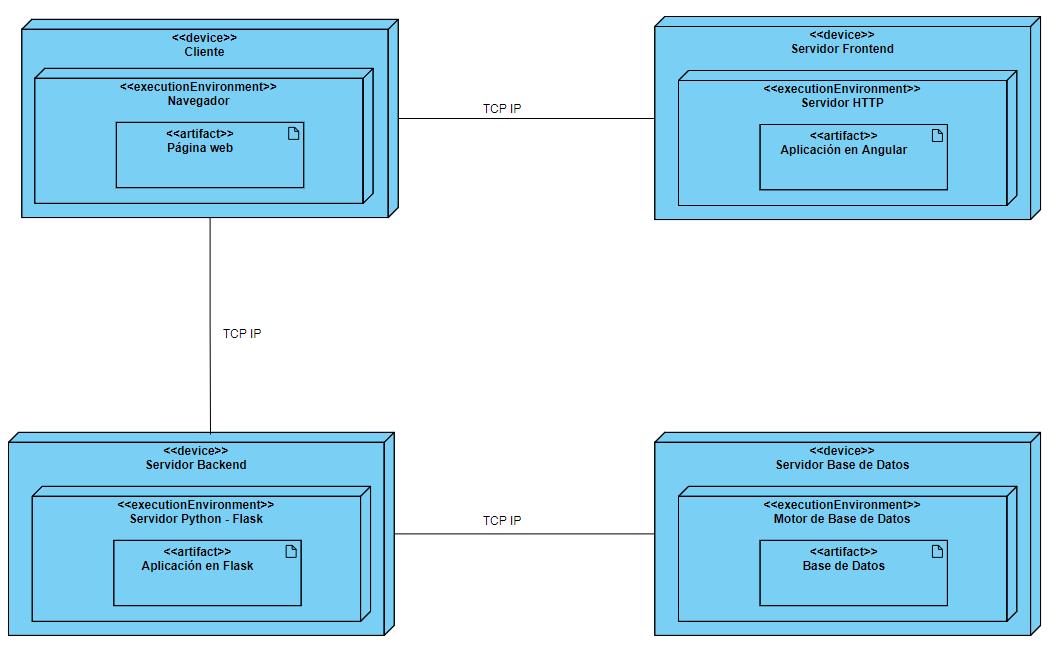 <<device>>
Cliente
<<executionEnvironment>>
Navegador
<<artifact>>
Página web
TCP IP
<<device>>
Servidor Frontend
<<executionEnvironment>>
Servidor HTTP
<<artifact>>
Aplicación en Angular
TCP IP
<<device>>
Servidor Backend
<<executionEnvironment>>
Servidor Python - Flask
<<artifact>>
Aplicación en Flask
TCP IP
<<device>>
Servidor Base de Datos
<<executionEnvironment>>
Motor de Base de Datos
<<artifact>>
Base de Datos